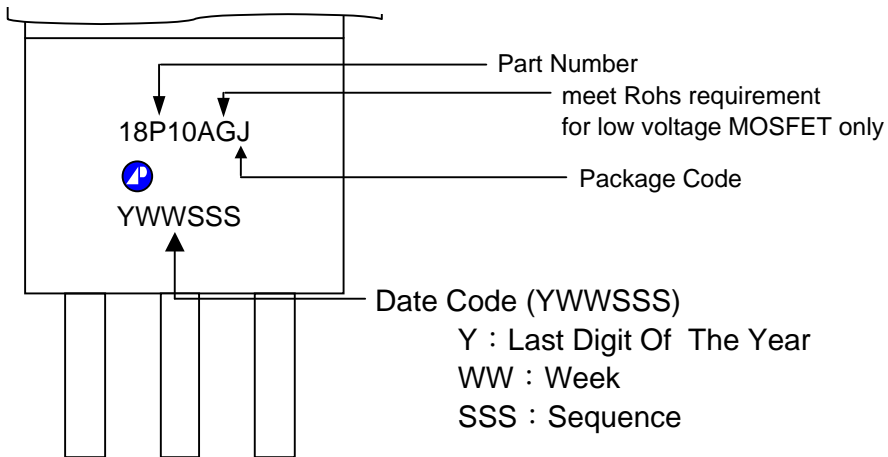 Part Number
meet Rohs requirement
for low voltage MOSFET only
18P10AGJ
Package Code
YWWSSS
Date Code (YWWSSS)
Y：Last Digit Of The Year
WW：Week
SSS：Sequence